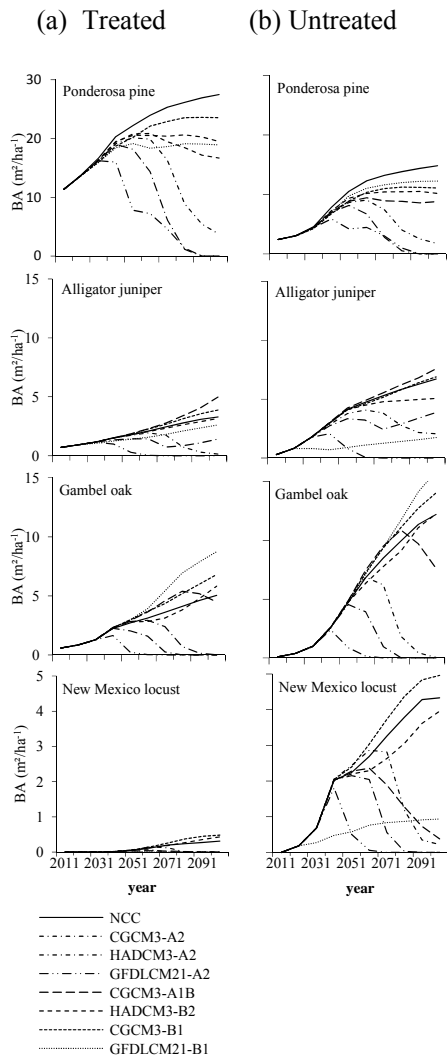 (a) Treated
(b) Untreated
Ponderosa pine
30
20
10
0
BA (m²/ha⁻¹)
Ponderosa pine
Alligator juniper
15
10
5
0
BA (m²/ha⁻¹)
Alligator juniper
Gambel oak
15
10
5
0
BA (m²/ha⁻¹)
Gambel oak
New Mexico locust
5
4
3
2
1
0
BA (m²/ha⁻¹)
2011 2031 2051 2071 2091
year
New Mexico locust
2011 2031 2051 2071 2091
year
NCC
CGCM3-A2
HADCM3-A2
GFDLCM21-A2
CGCM3-A1B
HADCM3-B2
CGCM3-B1
GFDLCM21-B1